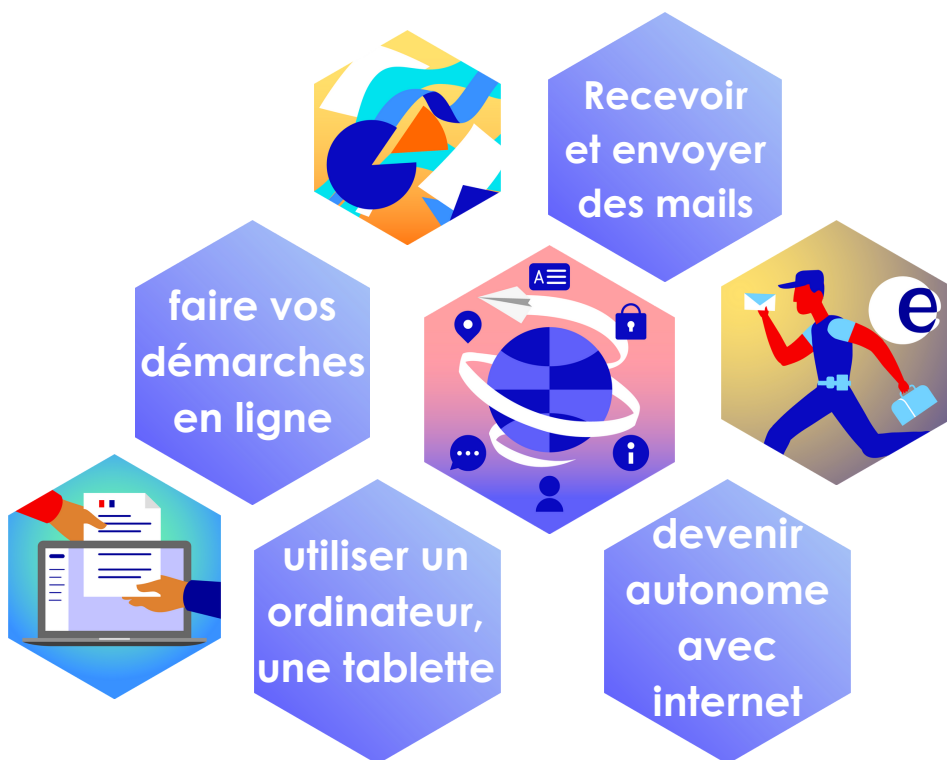 Recevoir
et envoyer
des mails
A
e
faire vos
démarches
en ligne
i
utiliser un
ordinateur,
une tablette
devenir
autonome
avec
internet